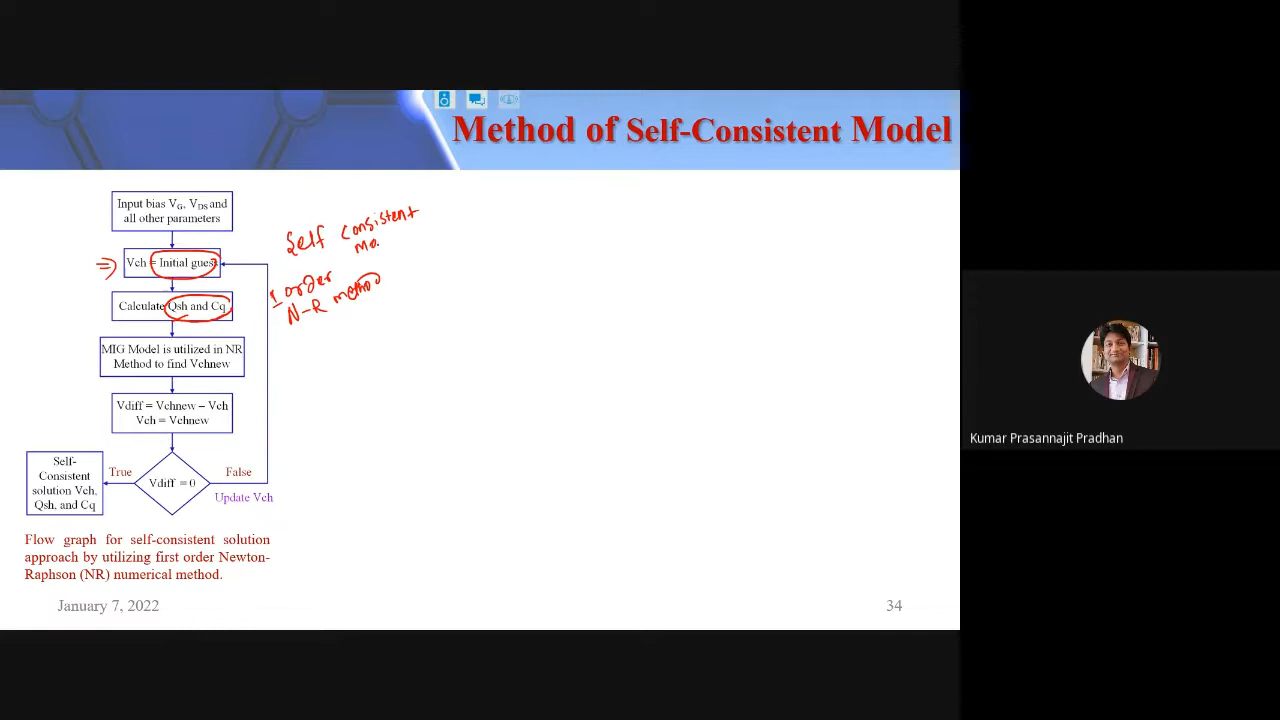 Method of Self-Consistent Model
Input bias VG, VDS and
all other parameters
Vch = Initial guess
Calculate Qsh and Cq
MIG Model is utilized in NR
Method to find Vchnew
Vdiff = Vchnew – Vch
Vch = Vchnew
Vdiff = 0
True
False
Update Vch
Self-
Consistent
solution Vch,
Qsh, and Cq
Self Consistent
Mo.
1 order
N-R method
Flow graph for self-consistent solution
approach by utilizing first order Newton-
Raphson (NR) numerical method.
January 7, 2022
34
Kumar Prasannajit Pradhan